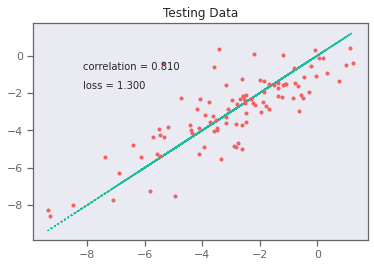 Testing Data
correlation = 0.810
loss = 1.300
0
−2
−4
−6
−8
−8 −6 −4 −2 0